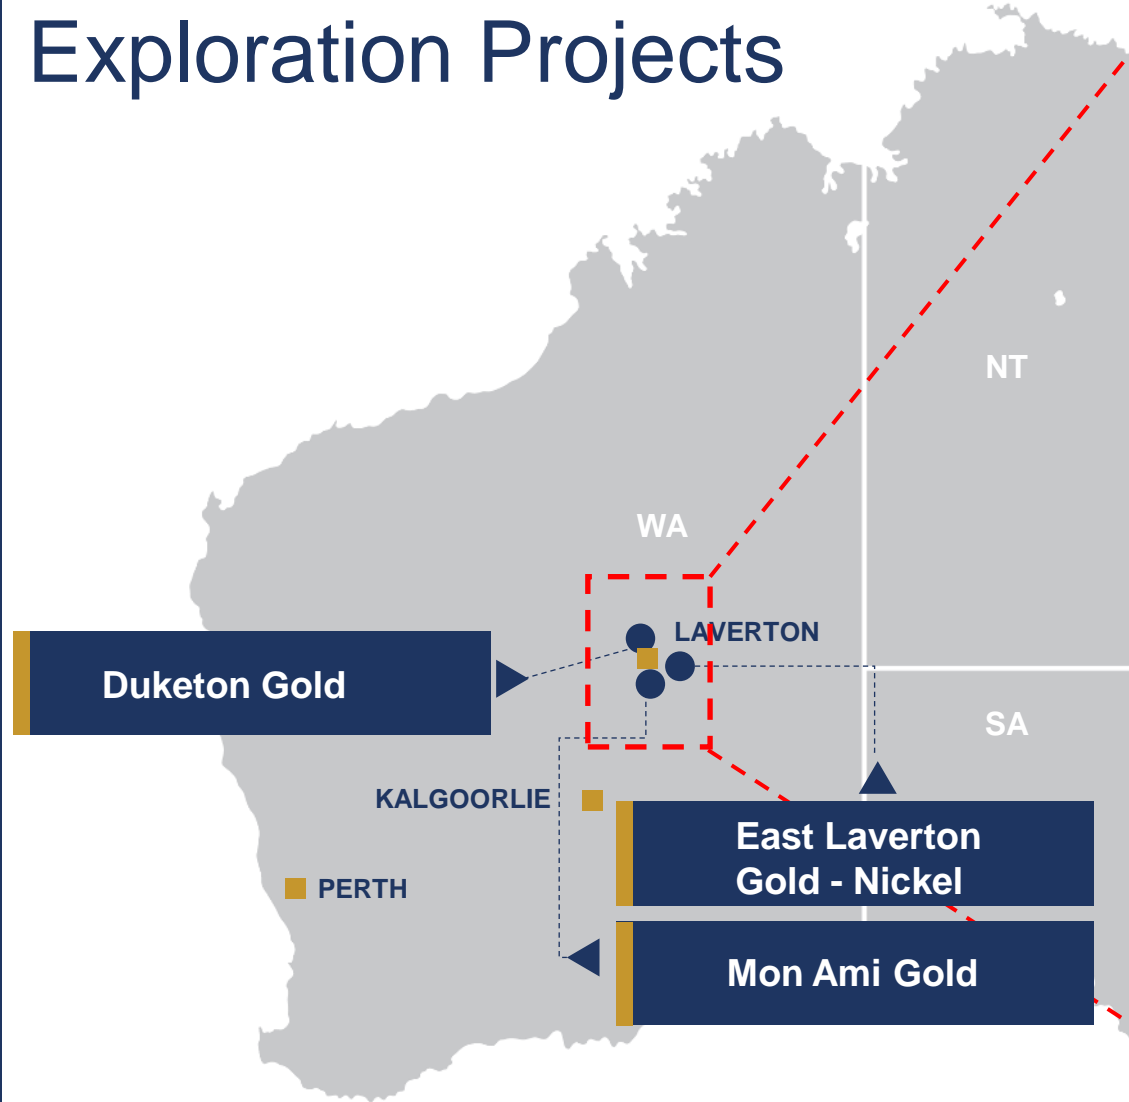 Exploration Projects
NT
WA
LAVERTON
Duketon Gold
SA
KALGOORLIE
East Laverton
Gold - Nickel
PERTH
Mon Ami Gold